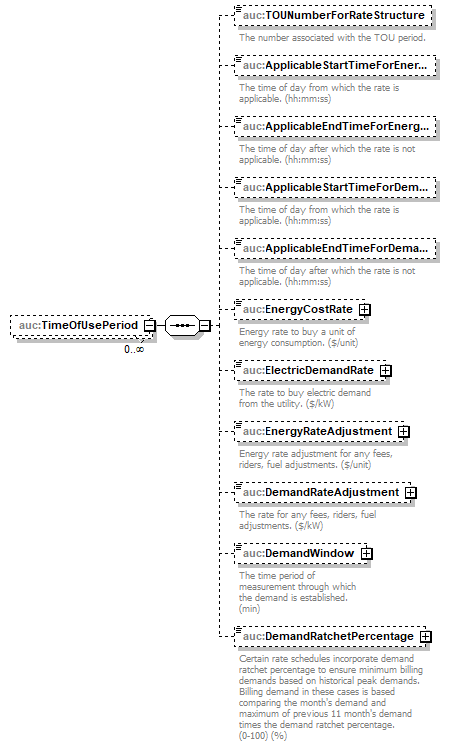 auc:TOUNumberForRateStructure
The number associated with the TOU period.
auc:ApplicableStartTimeForEner...
The time of day from which the rate is
applicable. (hh:mm:ss)
auc:ApplicableEndTimeForEnerg...
The time of day after which the rate is not
applicable. (hh:mm:ss)
auc:ApplicableStartTimeForDem...
The time of day from which the rate is
applicable. (hh:mm:ss)
auc:ApplicableEndTimeForDema...
The time of day after which the rate is not
applicable. (hh:mm:ss)
auc:TimeOfUsePeriod
0..∞
auc:EnergyCostRate
Energy rate to buy a unit of
energy consumption. ($/unit)
auc:ElectricDemandRate
The rate to buy electric demand
from the utility. ($/kW)
auc:EnergyRateAdjustment
Energy rate adjustment for any fees,
riders, fuel adjustments. ($/unit)
auc:DemandRateAdjustment
The rate for any fees, riders, fuel
adjustments. ($/kW)
auc:DemandWindow
The time period of
measurement through which
the demand is established.
(min)
auc:DemandRatchetPercentage
Certain rate schedules incorporate demand
ratchet percentage to ensure minimum billing
demands based on historical peak demands.
Billing demand in these cases is based
comparing the month's demand and
maximum of previous 11 month's demand
times the demand ratchet percentage.
(0-100) (%)